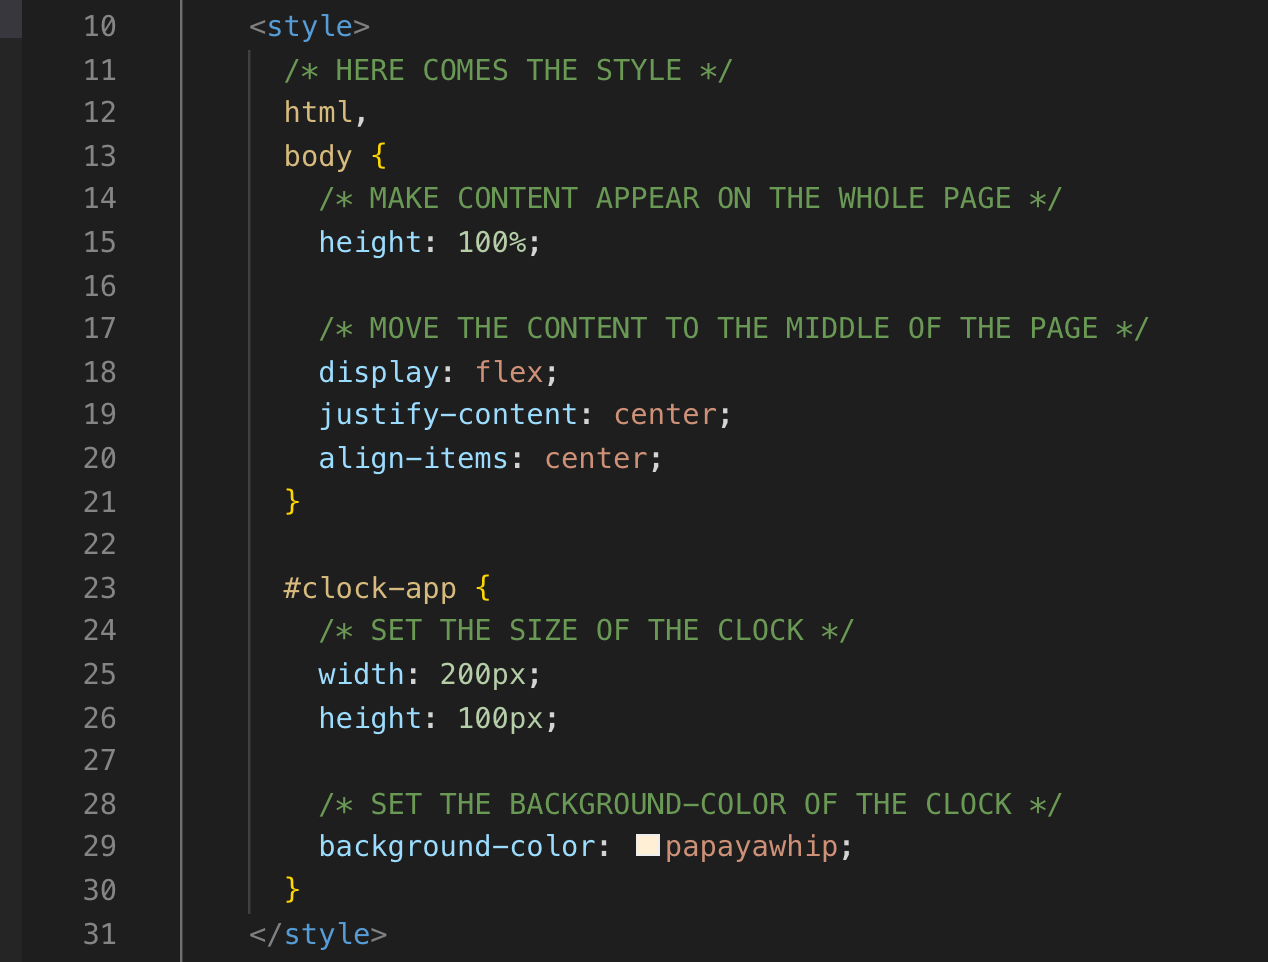 10 <style>
11 /* HERE COMES THE STYLE */
12 html,
13 body {
14 /* MAKE CONTENT APPEAR ON THE WHOLE PAGE */
15 height: 100%;
16
17 /* MOVE THE CONTENT TO THE MIDDLE OF THE PAGE */
18 display: flex;
19 justify-content: center;
20 align-items: center;
21 }
22
23 #clock-app {
24 /* SET THE SIZE OF THE CLOCK */
25 width: 200px;
26 height: 100px;
27
28 /* SET THE BACKGROUND-COLOR OF THE CLOCK */
29 background-color: papayawhip;
30 }
31 </style>